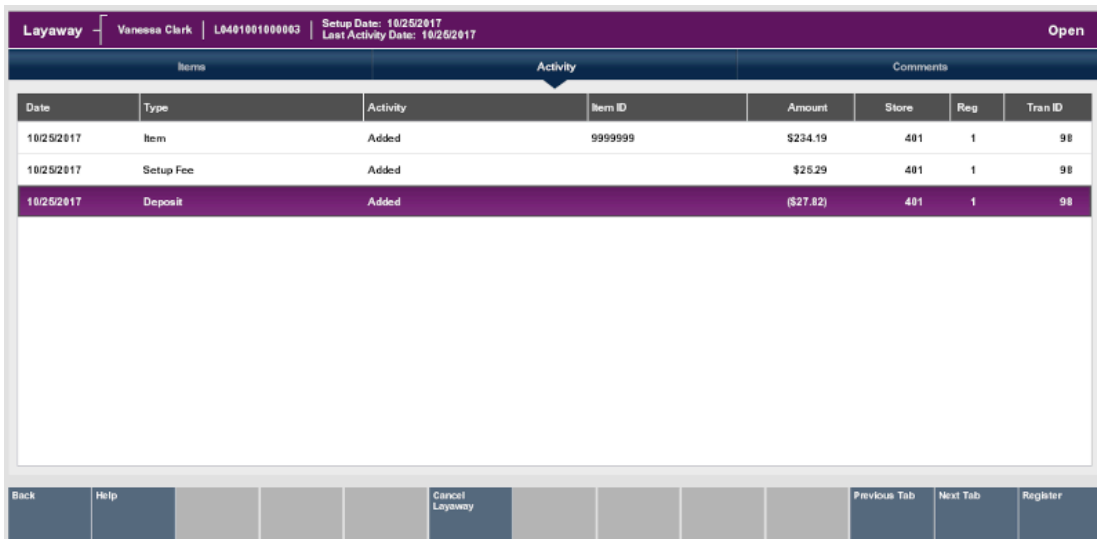 Layaway Vanessa Clark L0401001000003 Setup Date: 10/25/2017 Open
Last Activity Date: 10/25/2017
Items Activity Comments
Date Type Activity Item ID Amount Store Reg Tran ID
10/25/2017 Item Added 9999999 $234.19 401 1 98
10/25/2017 Setup Fee Added $25.29 401 1 98
10/25/2017 Deposit Added ($27.82) 401 1 98
Back Help Cancel Previous Tab Next Tab Register
Layaway